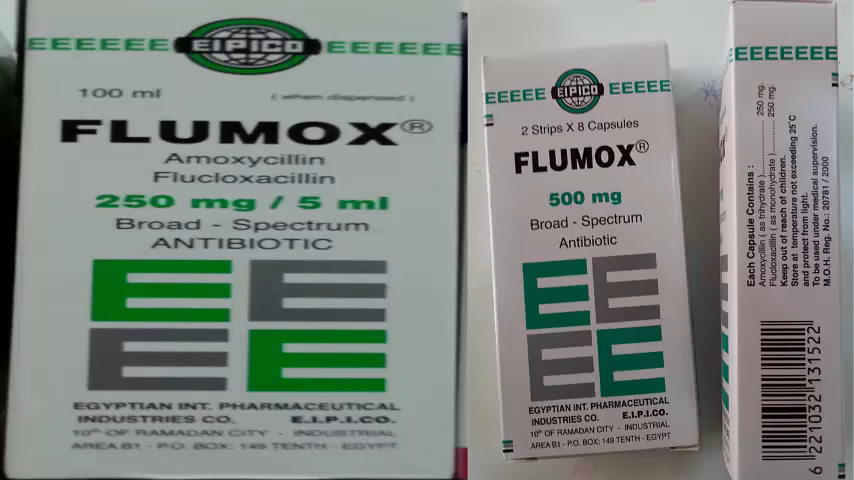 EEEEEE EIPICO EEEEEE
100 ml (when dispensed)
FLUMOX®
Amoxycillin
Flucloxacillin
250 mg / 5 ml
Broad - Spectrum
ANTIBIOTIC
E E
E E
EGYPTIAN INT. PHARMACEUTICAL
INDUSTRIES CO. E.I.P.I.CO.
10th OF RAMADAN CITY - INDUSTRIAL
AREA B1 - P.O. BOX: 149 TENTH - EGYPT
EEEEE EIPICO EEEEE
2 Strips X 8 Capsules
FLUMOX®
500 mg
Broad - Spectrum
Antibiotic
E E
E E
EGYPTIAN INT. PHARMACEUTICAL
INDUSTRIES CO. E.I.P.I.CO.
10th OF RAMADAN CITY - INDUSTRIAL
AREA B1 - P.O. BOX: 149 TENTH - EGYPT
EEEEEEE
Each Capsule Contains :
Amoxycillin ( as trihydrate ) ............ 250 mg.
Flucloxacillin ( as monohydrate ) ......... 250 mg.
Keep out of reach of children.
Store at temperature not exceeding 25°C
and protect from light.
To be used under medical supervision.
M.O.H. Reg. No.: 20781 / 2000
6 221032 131522